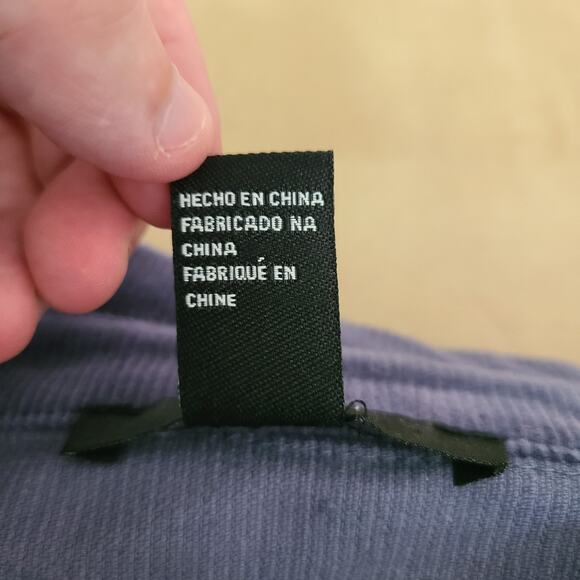 HECHO EN CHINA
FABRICADO NA
CHINA
FABRIQUÉ EN
CHINE